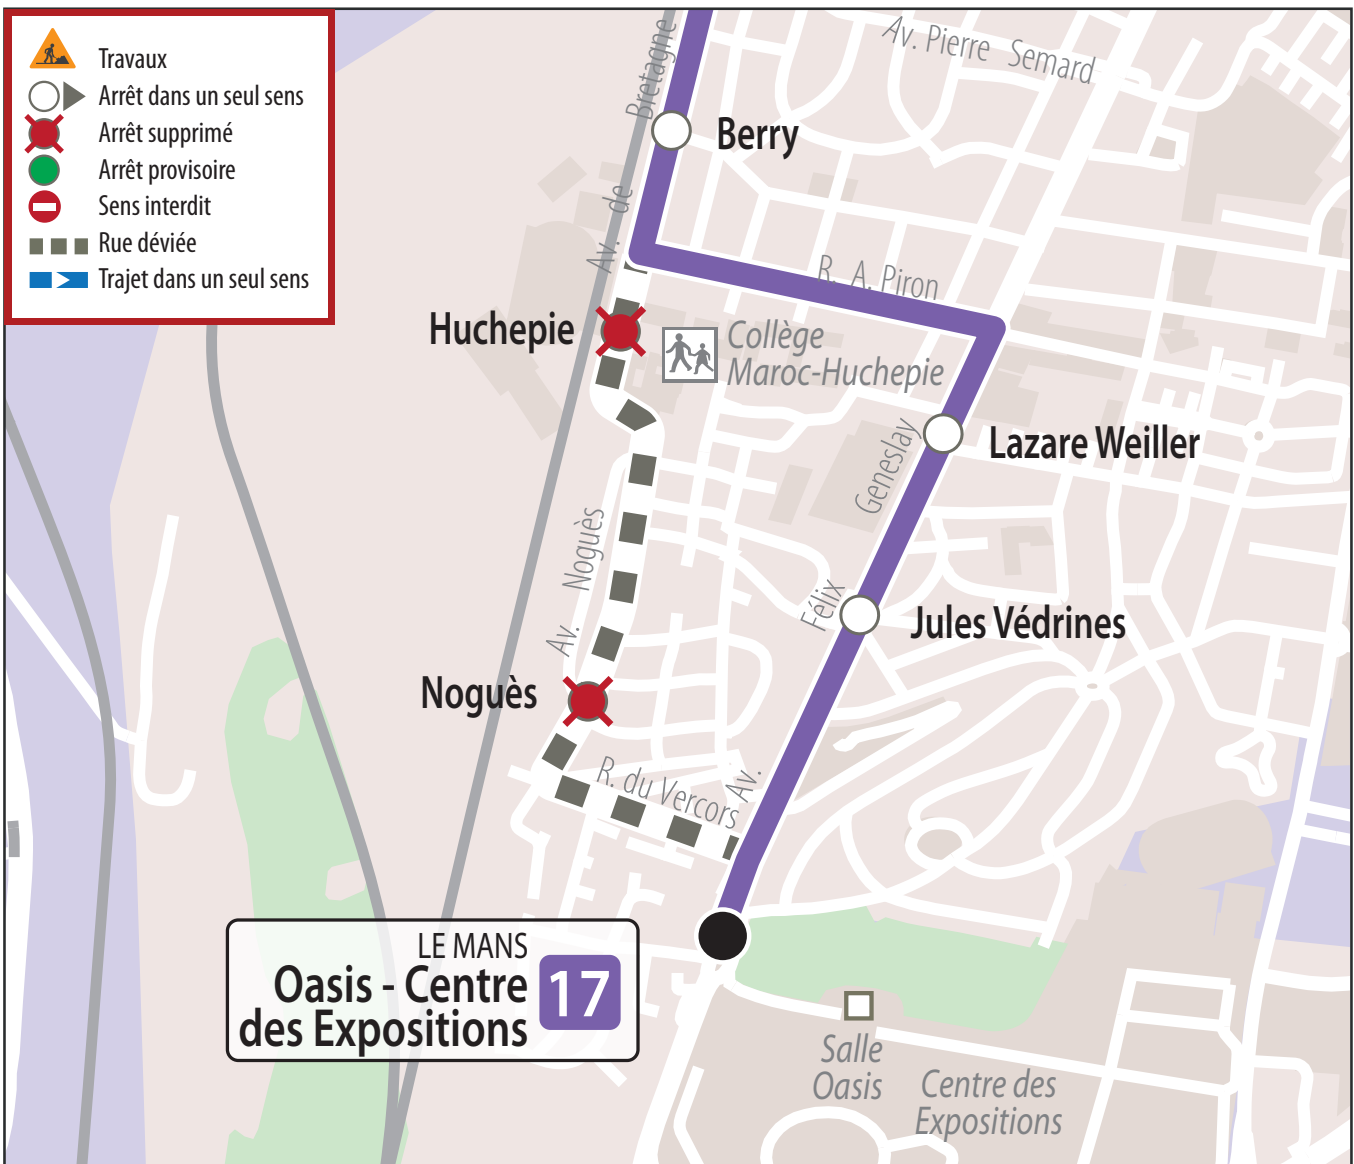 Travaux
Arrêt dans un seul sens
Arrêt supprimé
Arrêt provisoire
Sens interdit
Rue déviée
Trajet dans un seul sens
Av. Pierre Semard
Av. de Bretagne
Berry
R. A. Piron
Huchepie
Collège
Maroc-Huchepie
Lazare Weiller
Av. Félix Geneslay
Jules Védrines
Av. Noguès
Noguès
R. du Vercors
LE MANS
Oasis - Centre
des Expositions
17
Salle
Oasis
Centre des
Expositions